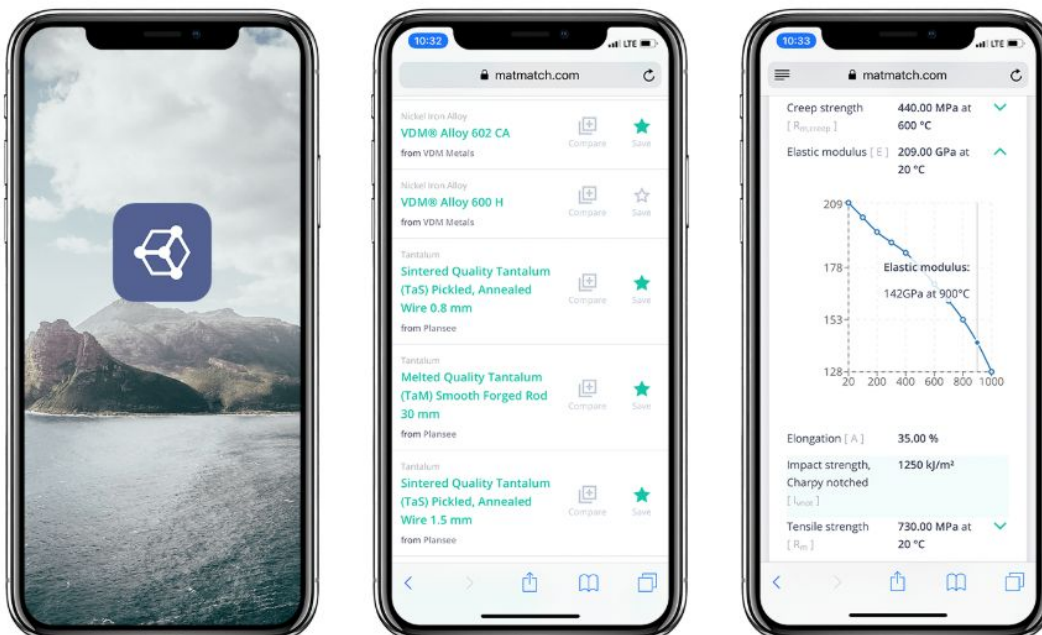 10:32
LTE
matmatch.com
Nickel Iron Alloy
VDM® Alloy 602 CA
from VDM Metals
Compare
Save
Nickel Iron Alloy
VDM® Alloy 600 H
from VDM Metals
Compare
Save
Tantalum
Sintered Quality Tantalum
(TaS) Pickled, Annealed
Wire 0.8 mm
from Plansee
Compare
Save
Tantalum
Melted Quality Tantalum
(TaM) Smooth Forged Rod
30 mm
from Plansee
Compare
Save
Tantalum
Sintered Quality Tantalum
(TaS) Pickled, Annealed
Wire 1.5 mm
from Plansee
Compare
Save
10:33
LTE
matmatch.com
Creep strength 440.00 MPa at
600 °C
Elastic modulus [ E ] 209.00 GPa at
20 °C
209
178
153
128
Elastic modulus:
142GPa at 900°C
20 200 400 600 800 1000
Elongation [ A ] 35.00 %
Impact strength, 1250 kJ/m²
Charpy notched
Tensile strength 730.00 MPa at
[ Rm ] 20 °C